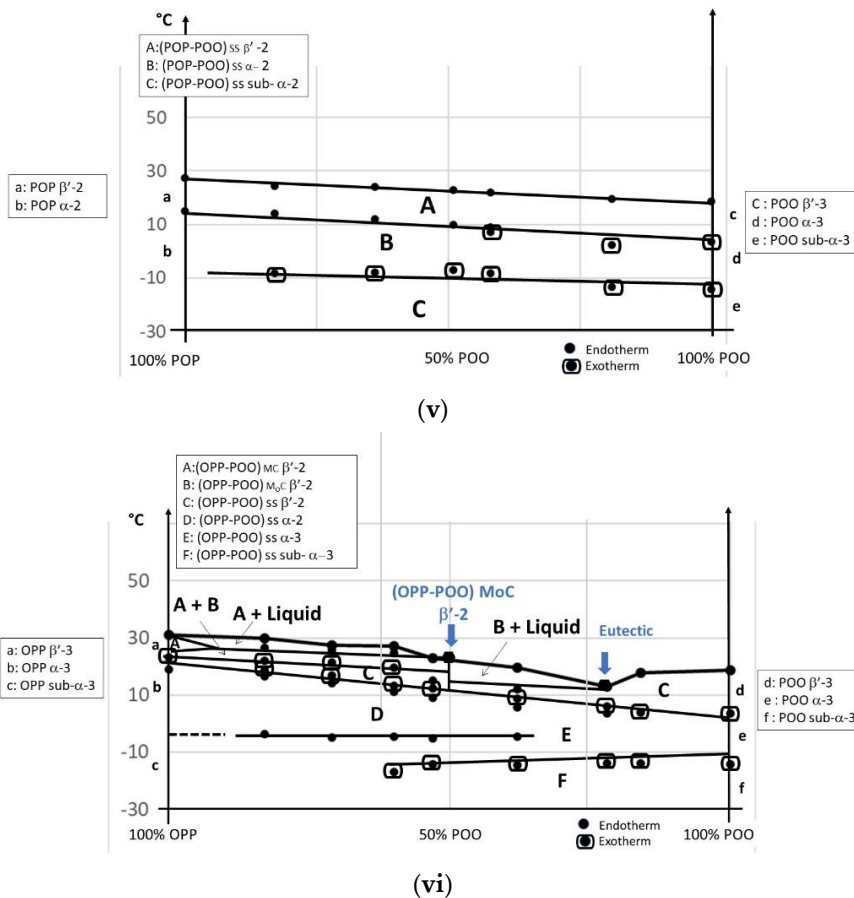 °C
A:(POP-POO) SS β′ -2
B: (POP-POO) SS α– 2
C: (POP-POO) ss sub- α-2
50
30
10
-10
-30
a: POP β′-2
b: POP α-2
a
b
A
B
C
c
d
e
C : POO β′-3
d : POO α-3
e : POO sub-α-3
100% POP
50% POO
100% POO
Endotherm
Exotherm
(v)
A:(OPP-POO) MC β′-2
B: (OPP-POO) MoC β′-2
C: (OPP-POO) ss β′-2
D: (OPP-POO) ss α-2
E: (OPP-POO) ss α-3
F: (OPP-POO) ss sub- α–3
°C
50
30
10
-10
-30
(OPP-POO) MoC
β′-2
A + B
A + Liquid
B + Liquid
Eutectic
a: OPP β′-3
b: OPP α-3
c: OPP sub-α-3
a
b
c
A
C
D
E
F
C
d
e
f
d: POO β′-3
e : POO α-3
f : POO sub-α-3
100% OPP
50% POO
100% POO
Endotherm
Exotherm
(vi)